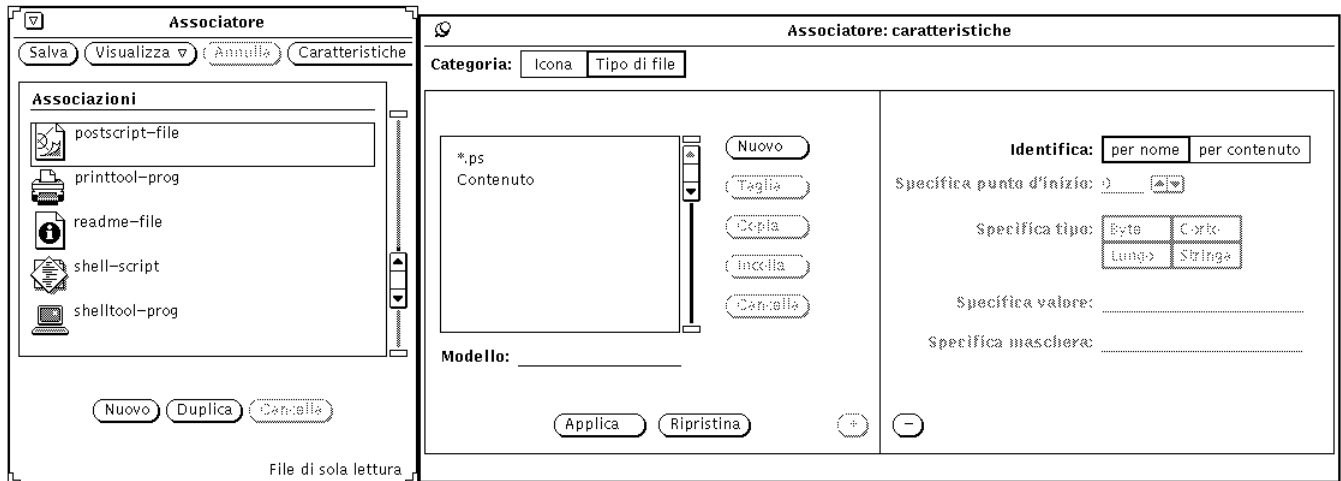 Associatore
Salva Visualizza Annulla Caratteristiche
Associazioni
postscript-file
printtool-prog
readme-file
shell-script
shelltool-prog
Nuovo Duplica Cancella
File di sola lettura
Associatore: caratteristiche
Categoria: Icona Tipo di file
*.ps
Contenuto
Nuovo
Taglia
Copia
Incolla
Cancella
Modello:
Applica Ripristina +
Identifica: per nome per contenuto
Specifica punto d'inizio: 0
Specifica tipo: Byte Corto
Lungo Stringa
Specifica valore:
Specifica maschera:
−